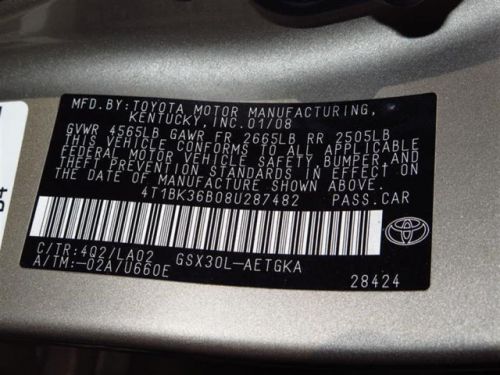 MFD.BY:TOYOTA MOTOR MANUFACTURING,
KENTUCKY,INC.01/08
GVWR 4565LB GAWR FR 2665LB RR 2505LB
THIS VEHICLE CONFORMS TO ALL APPLICABLE
FEDERAL MOTOR VEHICLE SAFETY,BUMPER,AND
THEFT PREVENTION STANDARDS IN EFFECT ON
THE DATE OF MANUFACTURE SHOWN ABOVE.
4T1BK36B08U287482 PASS.CAR
C/TR:4Q2/LA02 GSX30L-AETGKA
A/TM:-02A/U660E
28424